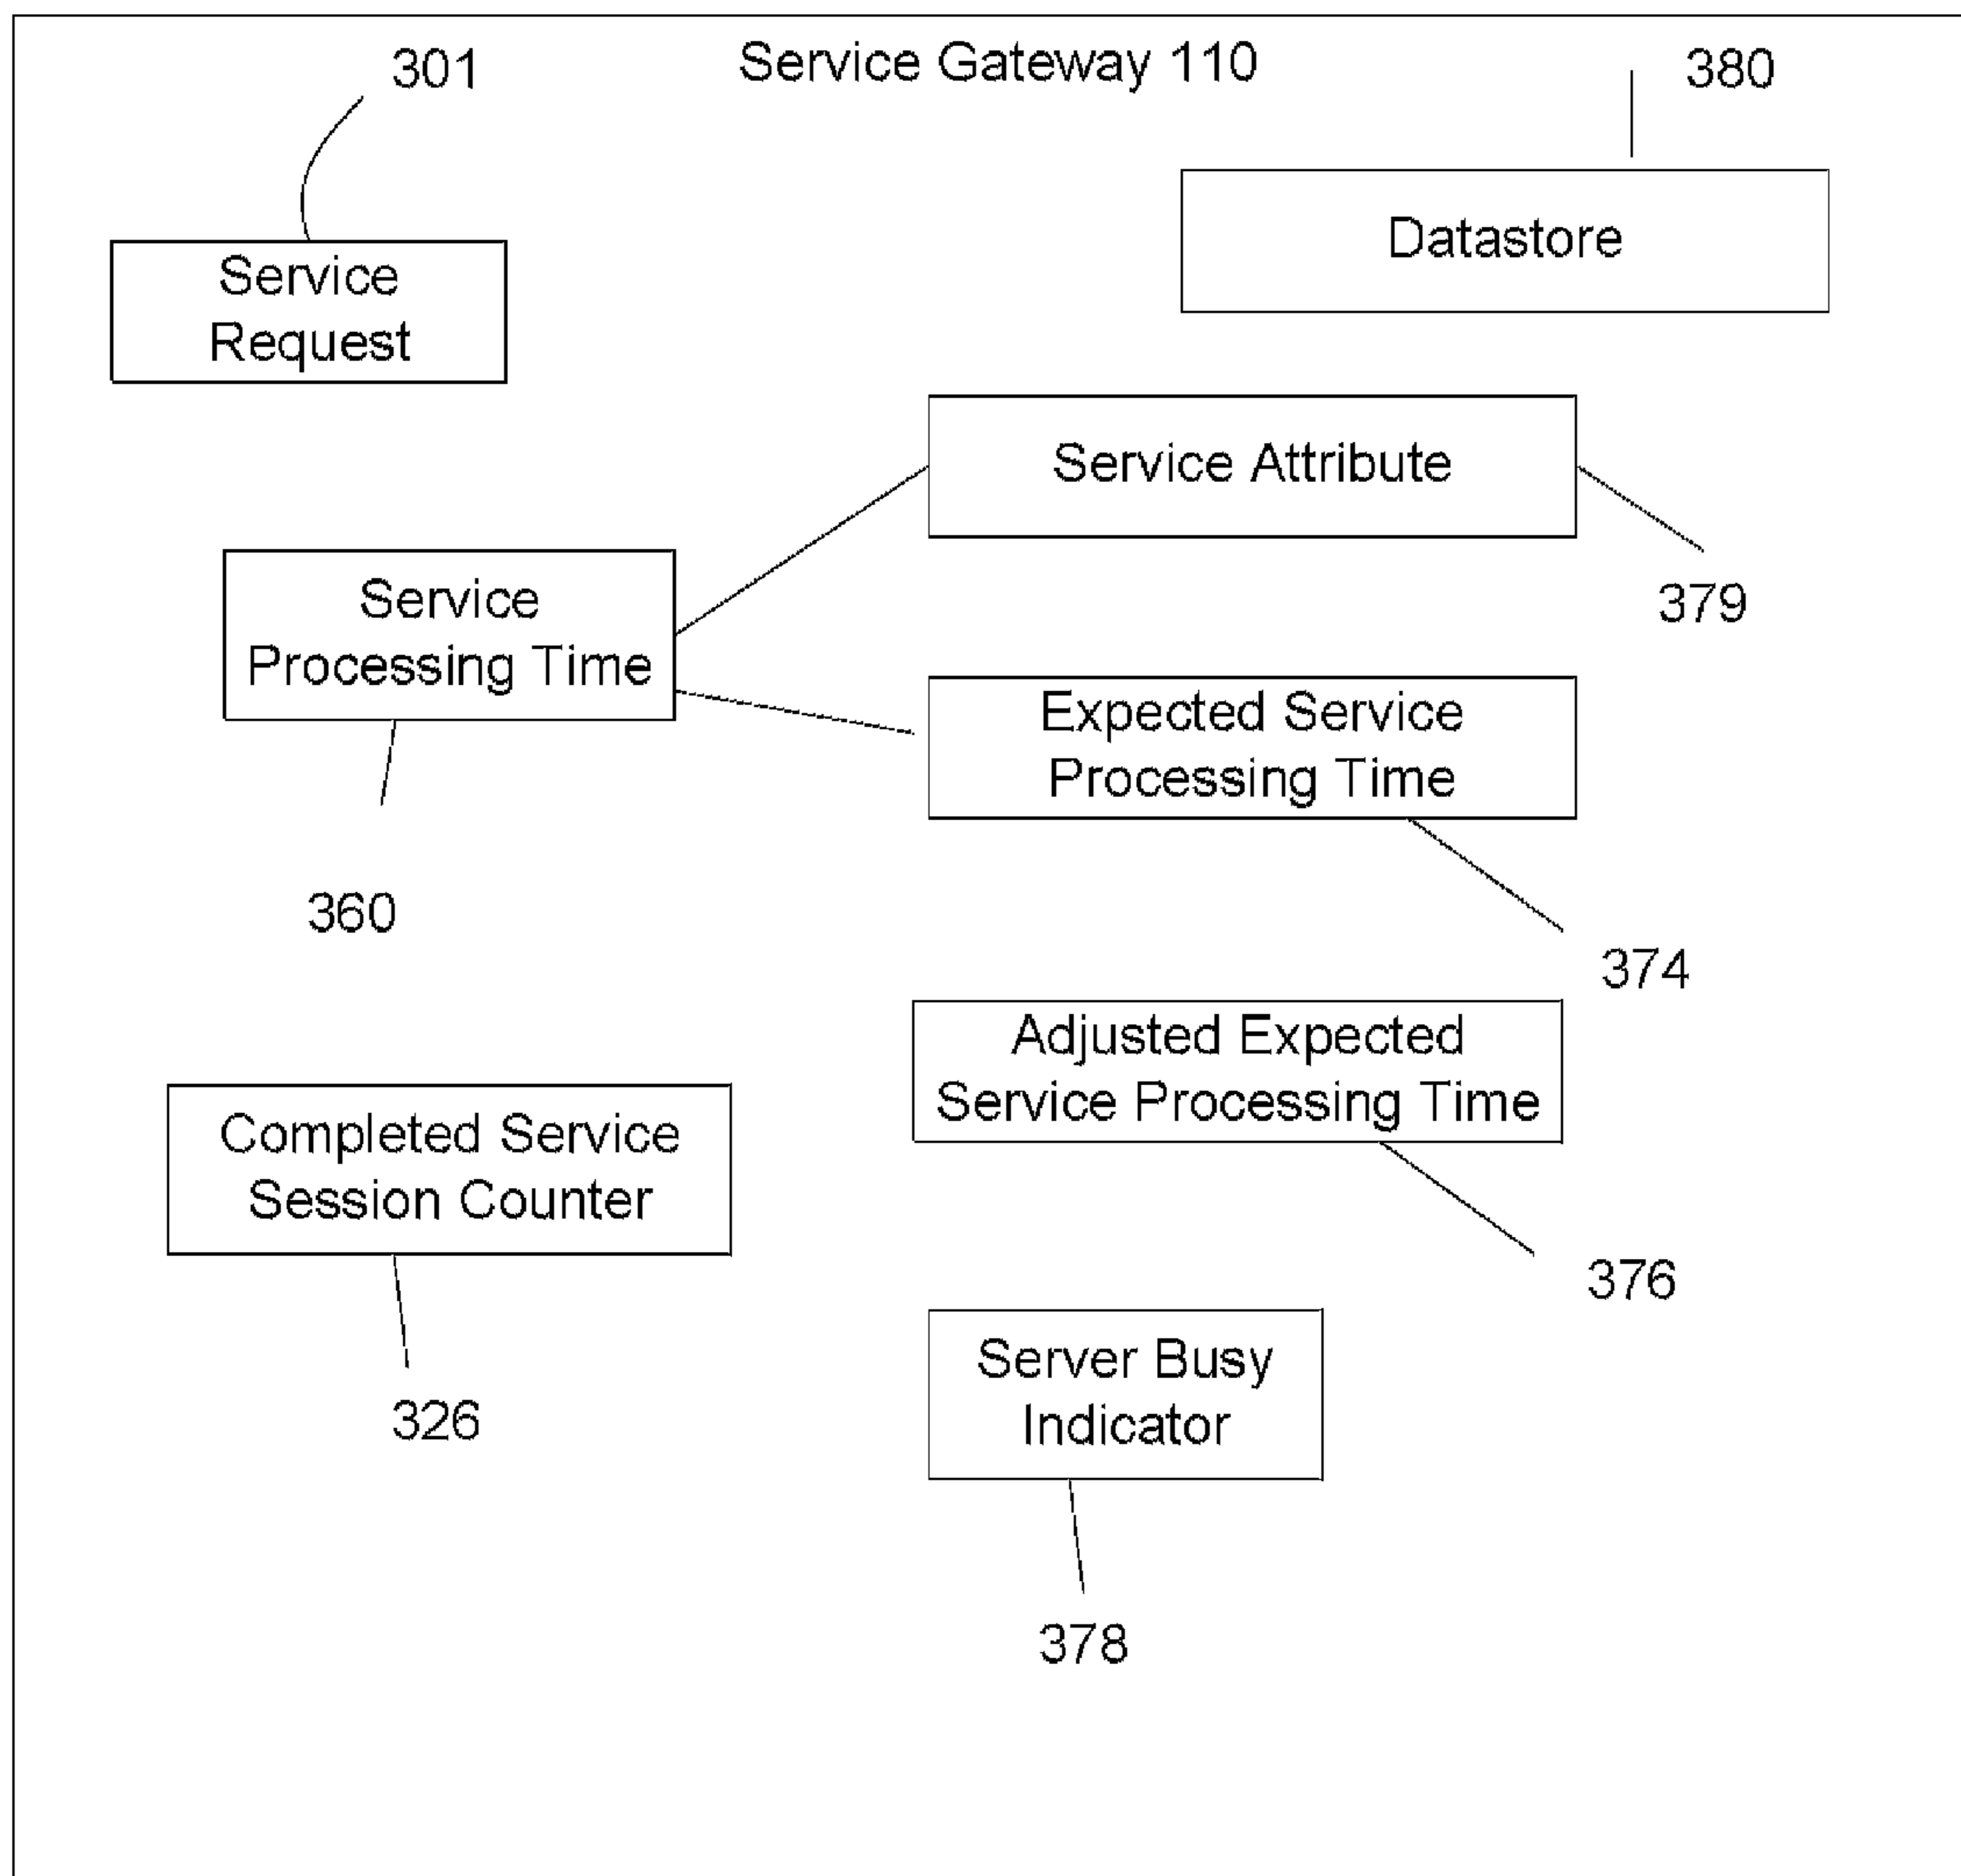 301
Service Gateway 110
380
Service
Request
Datastore
Service Attribute
379
Service
Processing Time
360
Expected Service
Processing Time
374
Adjusted Expected
Service Processing Time
376
Completed Service
Session Counter
326
Server Busy
Indicator
378